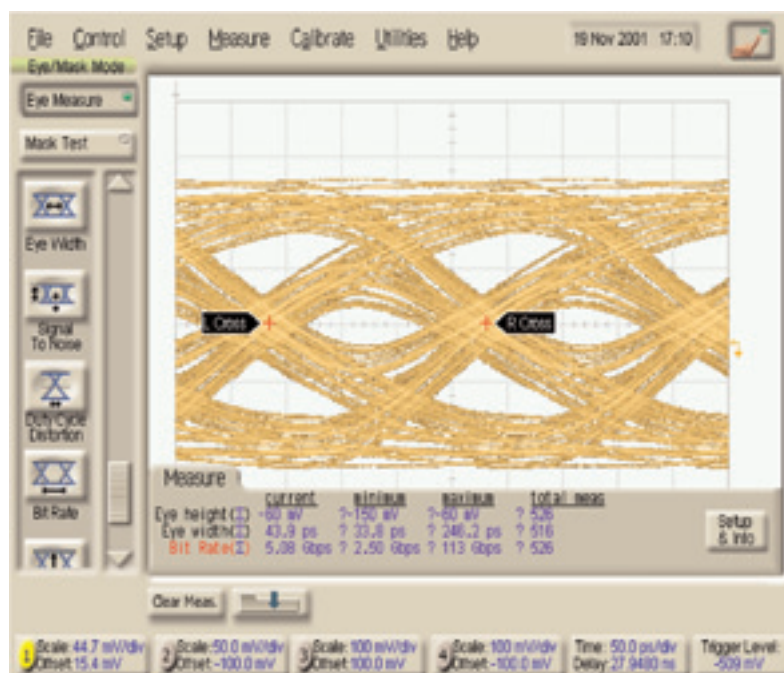 File Control Setup Measure Calibrate Utilities Help 19 Nov 2001 17:10
Eye/Mask Mode
Eye Measure
Mask Test
Eye Width
Signal
To Noise
Duty Cycle
Distortion
Bit Rate
L Cross
R Cross
Measure
current minimum maximum total meas
Eye height(1) -60 mV ?-150 mV ?-60 mV ? 526
Eye width(1) 43.9 ps ? 33.8 ps ? 246.2 ps ? 516
Bit Rate(1) 5.08 Gbps ? 2.50 Gbps ? 113 Gbps ? 526
Setup
& Info
Clear Meas.
1 Scale: 44.7 mV/div
Offset: 15.4 mV
2 Scale: 50.0 mV/div
Offset: -100.0 mV
3 Scale: 100 mV/div
Offset: 100.0 mV
4 Scale: 100 mV/div
Offset: -100.0 mV
Time: 50.0 ps/div
Delay: 27.9480 ns
Trigger Level:
-509 mV